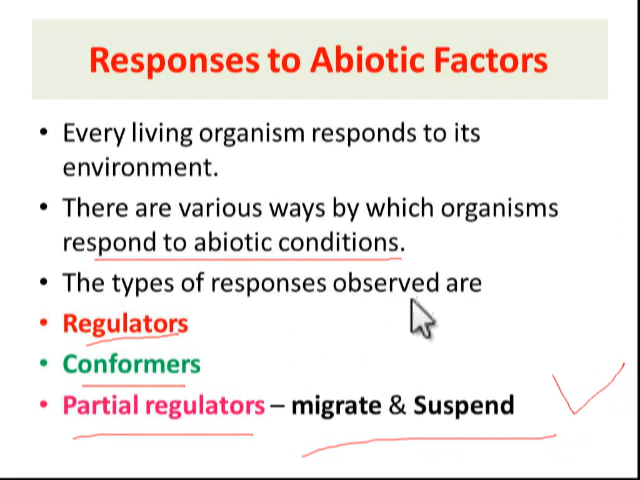 Responses to Abiotic Factors
• Every living organism responds to its
environment.
• There are various ways by which organisms
respond to abiotic conditions.
• The types of responses observed are
• Regulators
• Conformers
• Partial regulators – migrate & Suspend